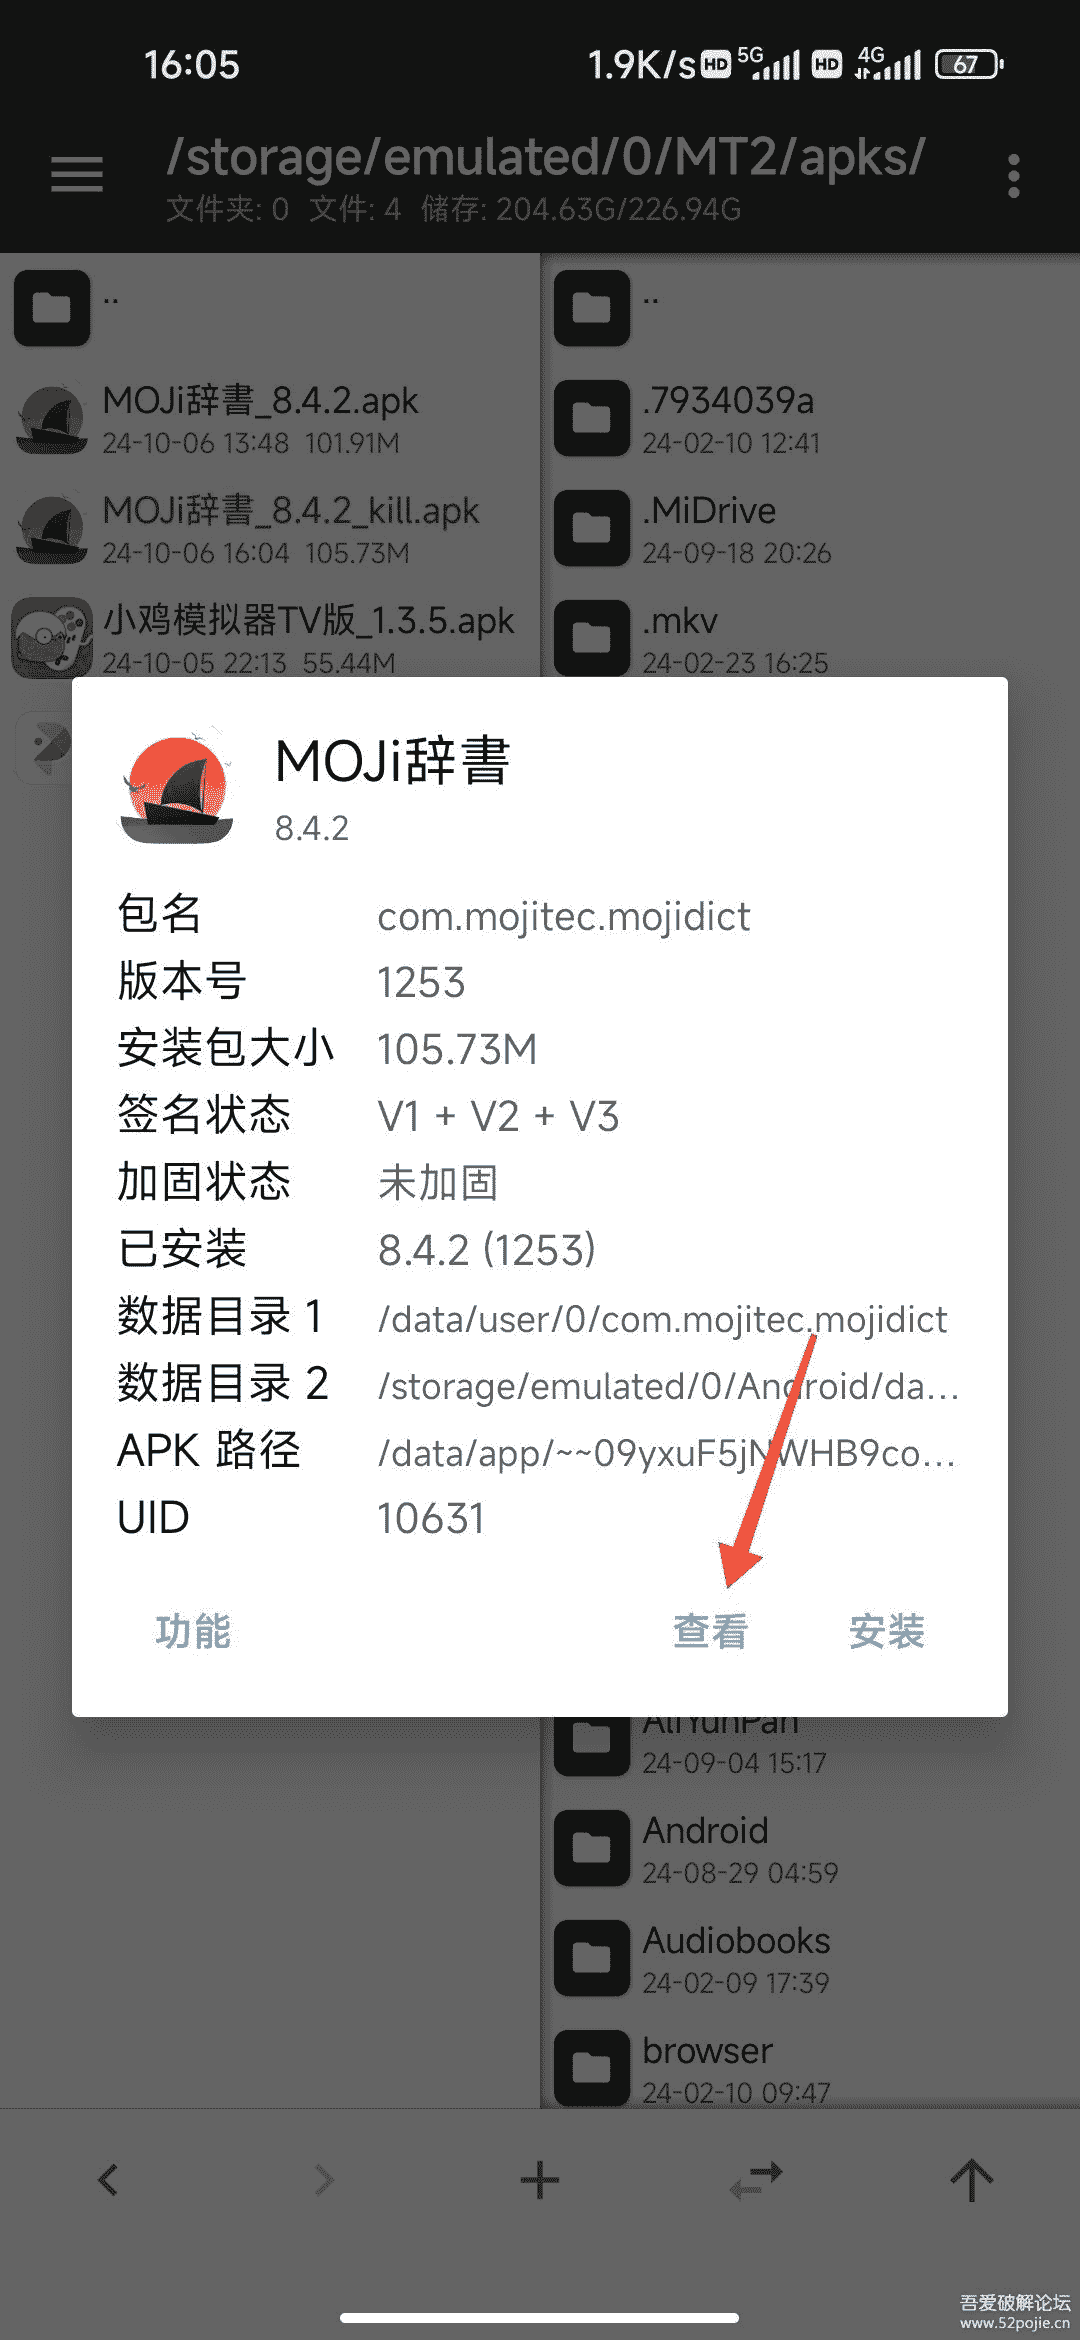 16:05
1.9K/s HD 5G HD 4G 67
/storage/emulated/0/MT2/apks/
文件夹: 0 文件: 4 储存: 204.63G/226.94G
..
MOJi辞書_8.4.2.apk
24-10-06 13:48 101.91M
MOJi辞書_8.4.2_kill.apk
24-10-06 16:04 105.73M
小鸡模拟器TV版_1.3.5.apk
24-10-05 22:13 55.44M
..
.7934039a
24-02-10 12:41
.MiDrive
24-09-18 20:26
.mkv
24-02-23 16:25
MOJi辞書
8.4.2
包名 com.mojitec.mojidict
版本号 1253
安装包大小 105.73M
签名状态 V1 + V2 + V3
加固状态 未加固
已安装 8.4.2 (1253)
数据目录 1 /data/user/0/com.mojitec.mojidict
数据目录 2 /storage/emulated/0/Android/da...
APK 路径 /data/app/~~09yxuF5jNWHB9co...
UID 10631
功能 查看 安装
AliYunPan
24-09-04 15:17
Android
24-08-29 04:59
Audiobooks
24-02-09 17:39
browser
24-02-10 09:47
吾爱破解论坛
www.52pojie.cn